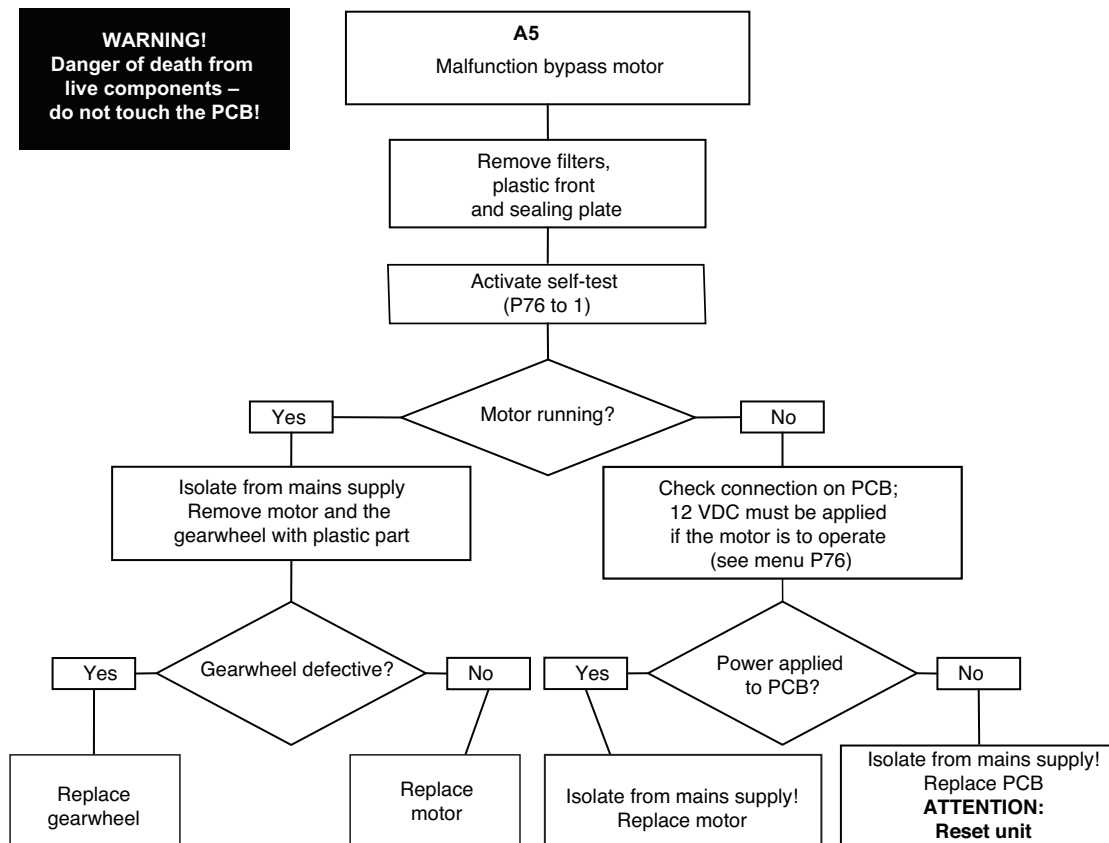 WARNING!
Danger of death from
live components –
do not touch the PCB!
A5
Malfunction bypass motor
Remove filters,
plastic front
and sealing plate
Activate self-test
(P76 to 1)
Motor running?
Yes
No
Isolate from mains supply
Remove motor and the
gearwheel with plastic part
Check connection on PCB;
12 VDC must be applied
if the motor is to operate
(see menu P76)
Gearwheel defective?
Yes
No
Power applied
to PCB?
Yes
No
Replace
gearwheel
Replace
motor
Isolate from mains supply!
Replace motor
Isolate from mains supply!
Replace PCB
ATTENTION:
Reset unit